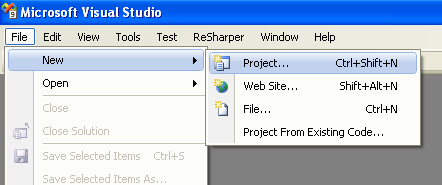 Microsoft Visual Studio
File Edit View Tools Test ReSharper Window Help
New
Open
Close
Close Solution
Save Selected Items Ctrl+S
Save Selected Items As...
Project... Ctrl+Shift+N
Web Site... Shift+Alt+N
File... Ctrl+N
Project From Existing Code...